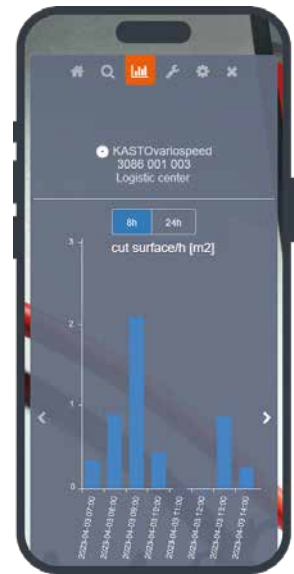 KASTOvariospeed
3086 001 003
Logistic center
8h 24h
cut surface/h [m2]
3
2
1
0
2023-04-03 07:00
2023-04-03 08:00
2023-04-03 09:00
2023-04-03 10:00
2023-04-03 11:00
2023-04-03 12:00
2023-04-03 13:00
2023-04-03 14:00